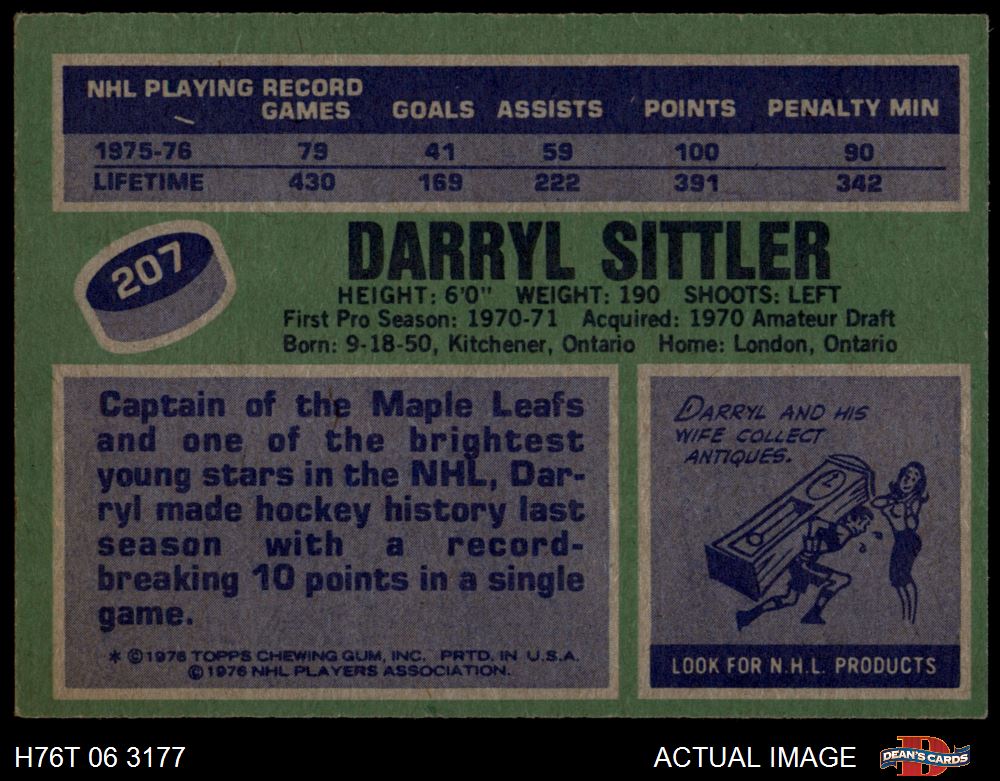 NHL PLAYING RECORD
GAMES GOALS ASSISTS POINTS PENALTY MIN
1975-76 79 41 59 100 90
LIFETIME 430 169 222 391 342
207
DARRYL SITTLER
HEIGHT: 6'0" WEIGHT: 190 SHOOTS: LEFT
First Pro Season: 1970-71 Acquired: 1970 Amateur Draft
Born: 9-18-50, Kitchener, Ontario Home: London, Ontario
Captain of the Maple Leafs
and one of the brightest
young stars in the NHL, Dar-
ryl made hockey history last
season with a record-
breaking 10 points in a single
game.
* ©1976 TOPPS CHEWING GUM, INC. PRTD. IN U.S.A.
©1976 NHL PLAYERS ASSOCIATION.
DARRYL AND HIS
WIFE COLLECT
ANTIQUES.
LOOK FOR N.H.L. PRODUCTS
H76T 06 3177
ACTUAL IMAGE
D
DEAN'S CARDS